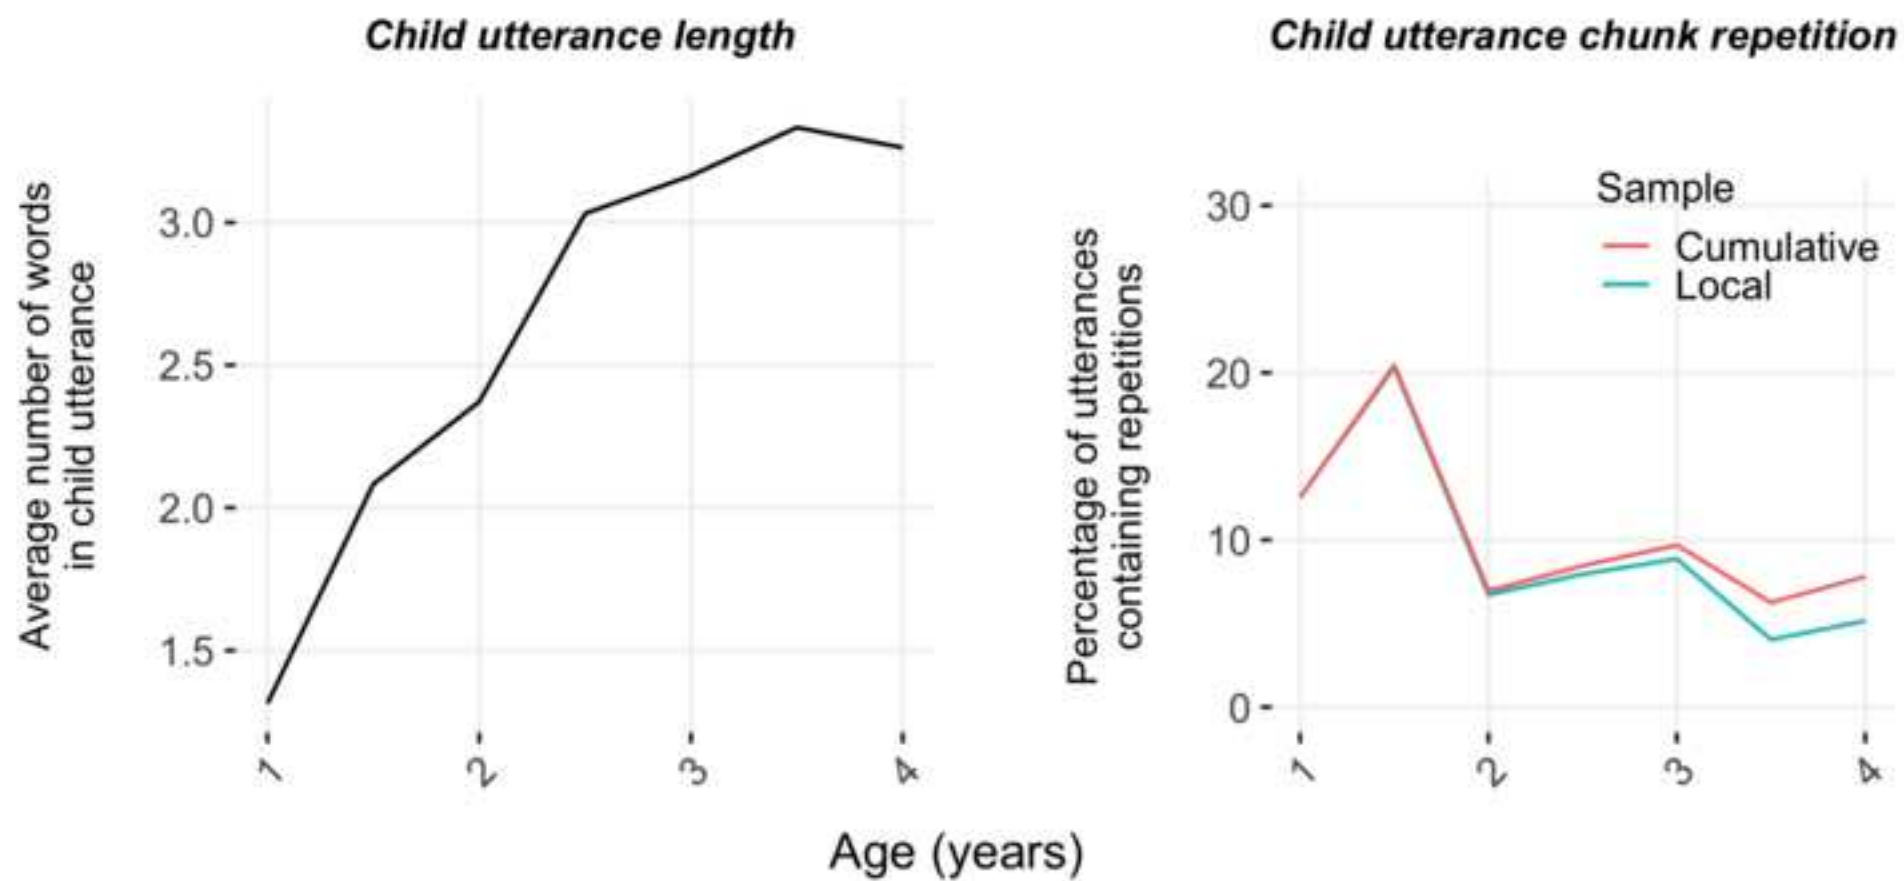 Child utterance length
Average number of words
in child utterance
3.0
2.5
2.0
1.5
1
2
3
4
Child utterance chunk repetition
Percentage of utterances
containing repetitions
30
20
10
0
Sample
Cumulative
Local
1
2
3
4
Age (years)